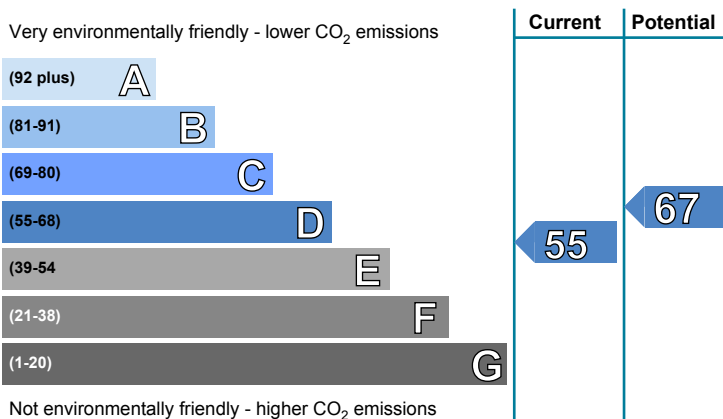 Very environmentally friendly - lower CO2 emissions
Current
Potential
(92 plus) A
(81-91) B
(69-80) C
(55-68) D
(39-54 E
(21-38) F
(1-20) G
55
67
Not environmentally friendly - higher CO2 emissions